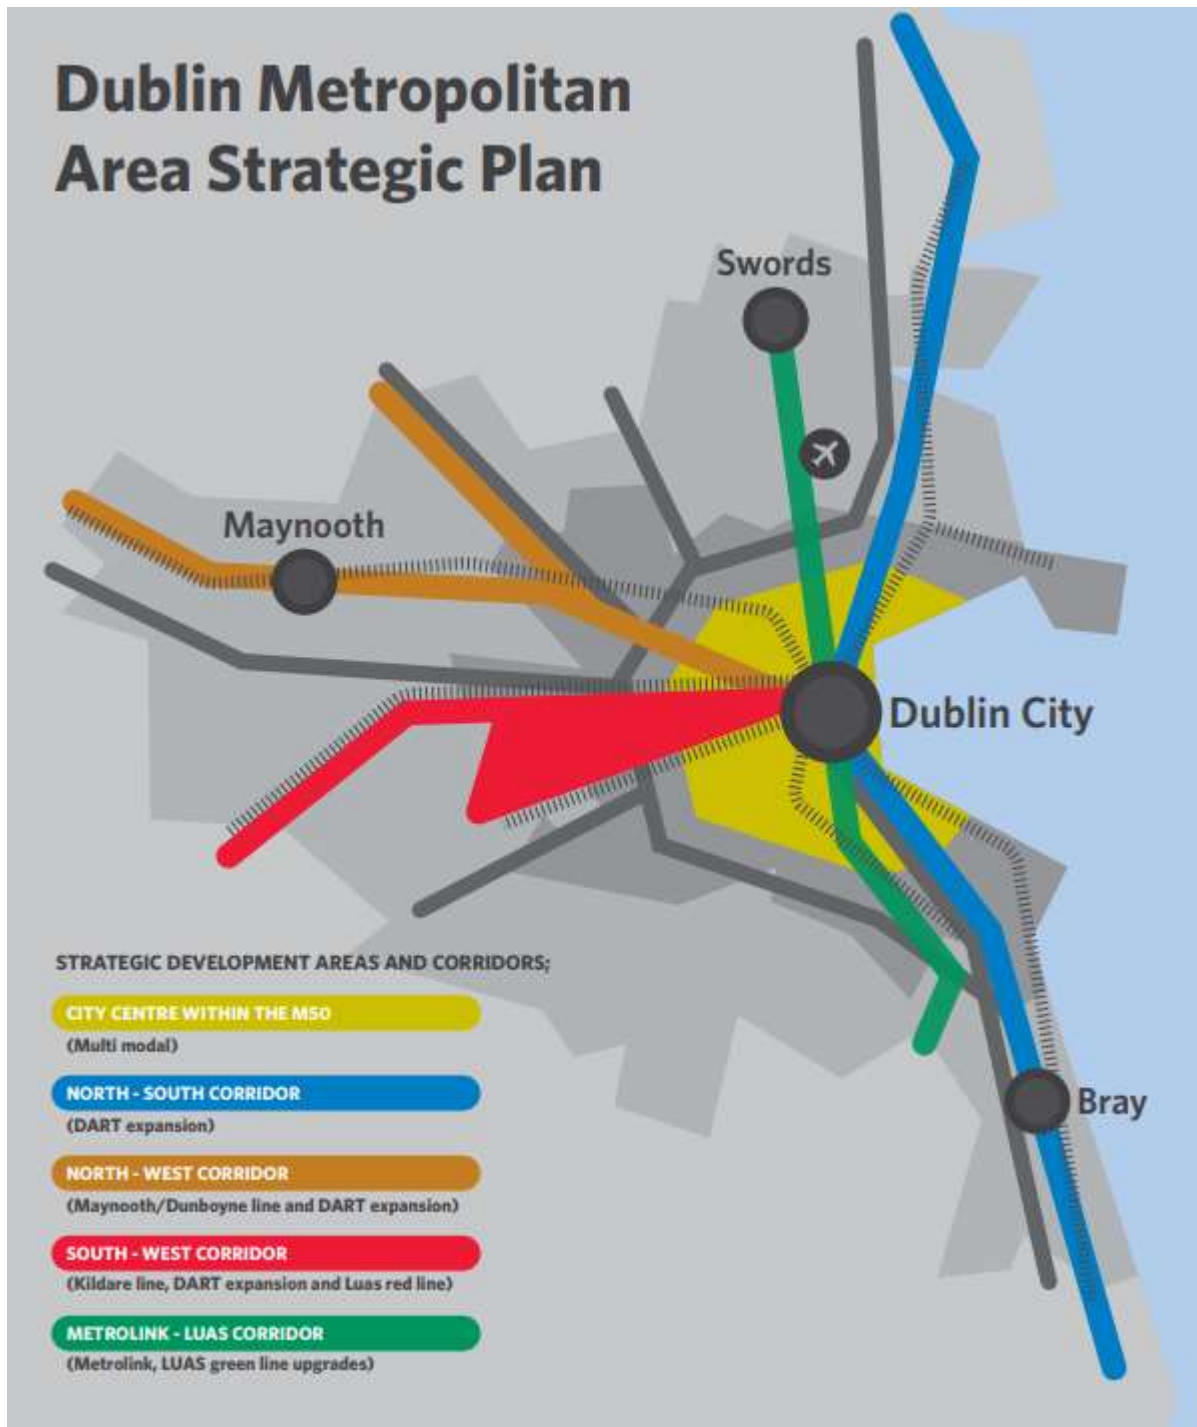 Dublin Metropolitan
Area Strategic Plan
Swords
Maynooth
Dublin City
Bray
STRATEGIC DEVELOPMENT AREAS AND CORRIDORS;
CITY CENTRE WITHIN THE M50
(Multi modal)
NORTH - SOUTH CORRIDOR
(DART expansion)
NORTH - WEST CORRIDOR
(Maynooth/Dunboyne line and DART expansion)
SOUTH - WEST CORRIDOR
(Kildare line, DART expansion and Luas red line)
METROLINK - LUAS CORRIDOR
(Metrolink, LUAS green line upgrades)